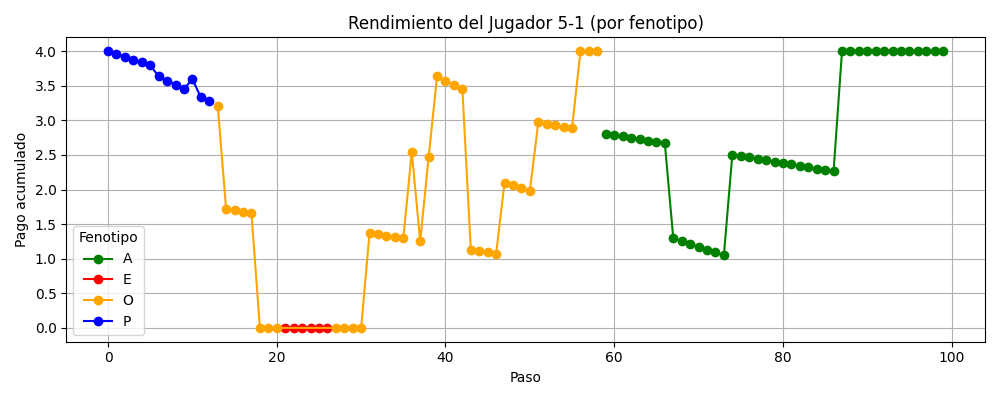 Rendimiento del Jugador 5-1 (por fenotipo)
Pago acumulado
4.0
3.5
3.0
2.5
2.0
1.5
1.0
0.5
0.0
Fenotipo
A
E
O
P
0 20 40 60 80 100
Paso